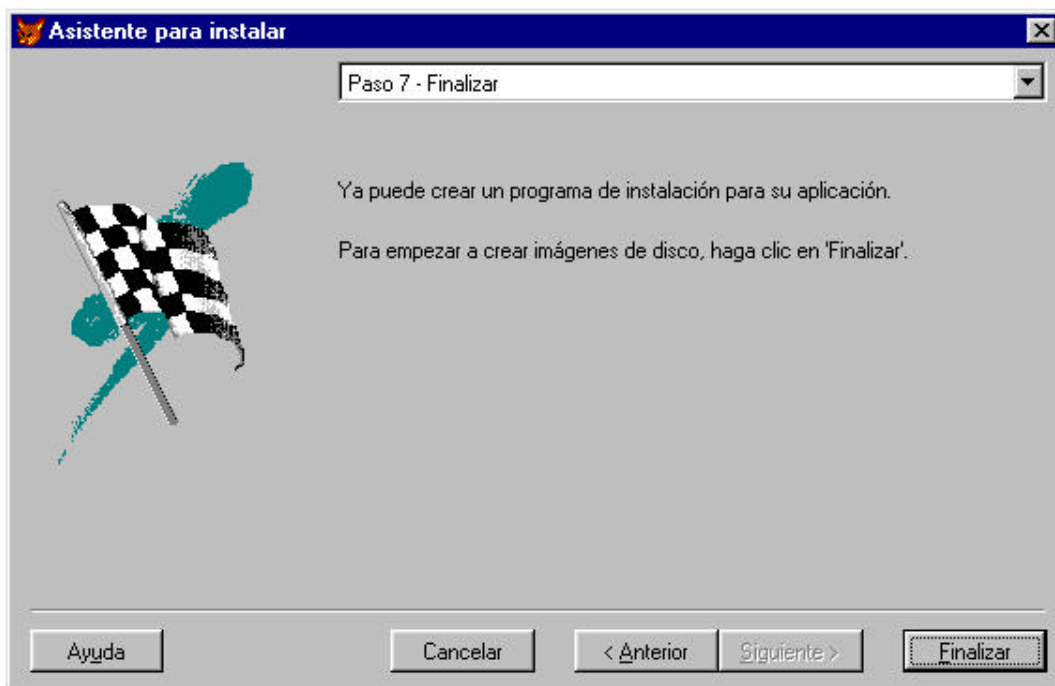 Asistente para instalar
Paso 7 - Finalizar
Ya puede crear un programa de instalación para su aplicación.
Para empezar a crear imágenes de disco, haga clic en 'Finalizar'.
Ayuda
Cancelar
< Anterior
Siguiente >
Finalizar